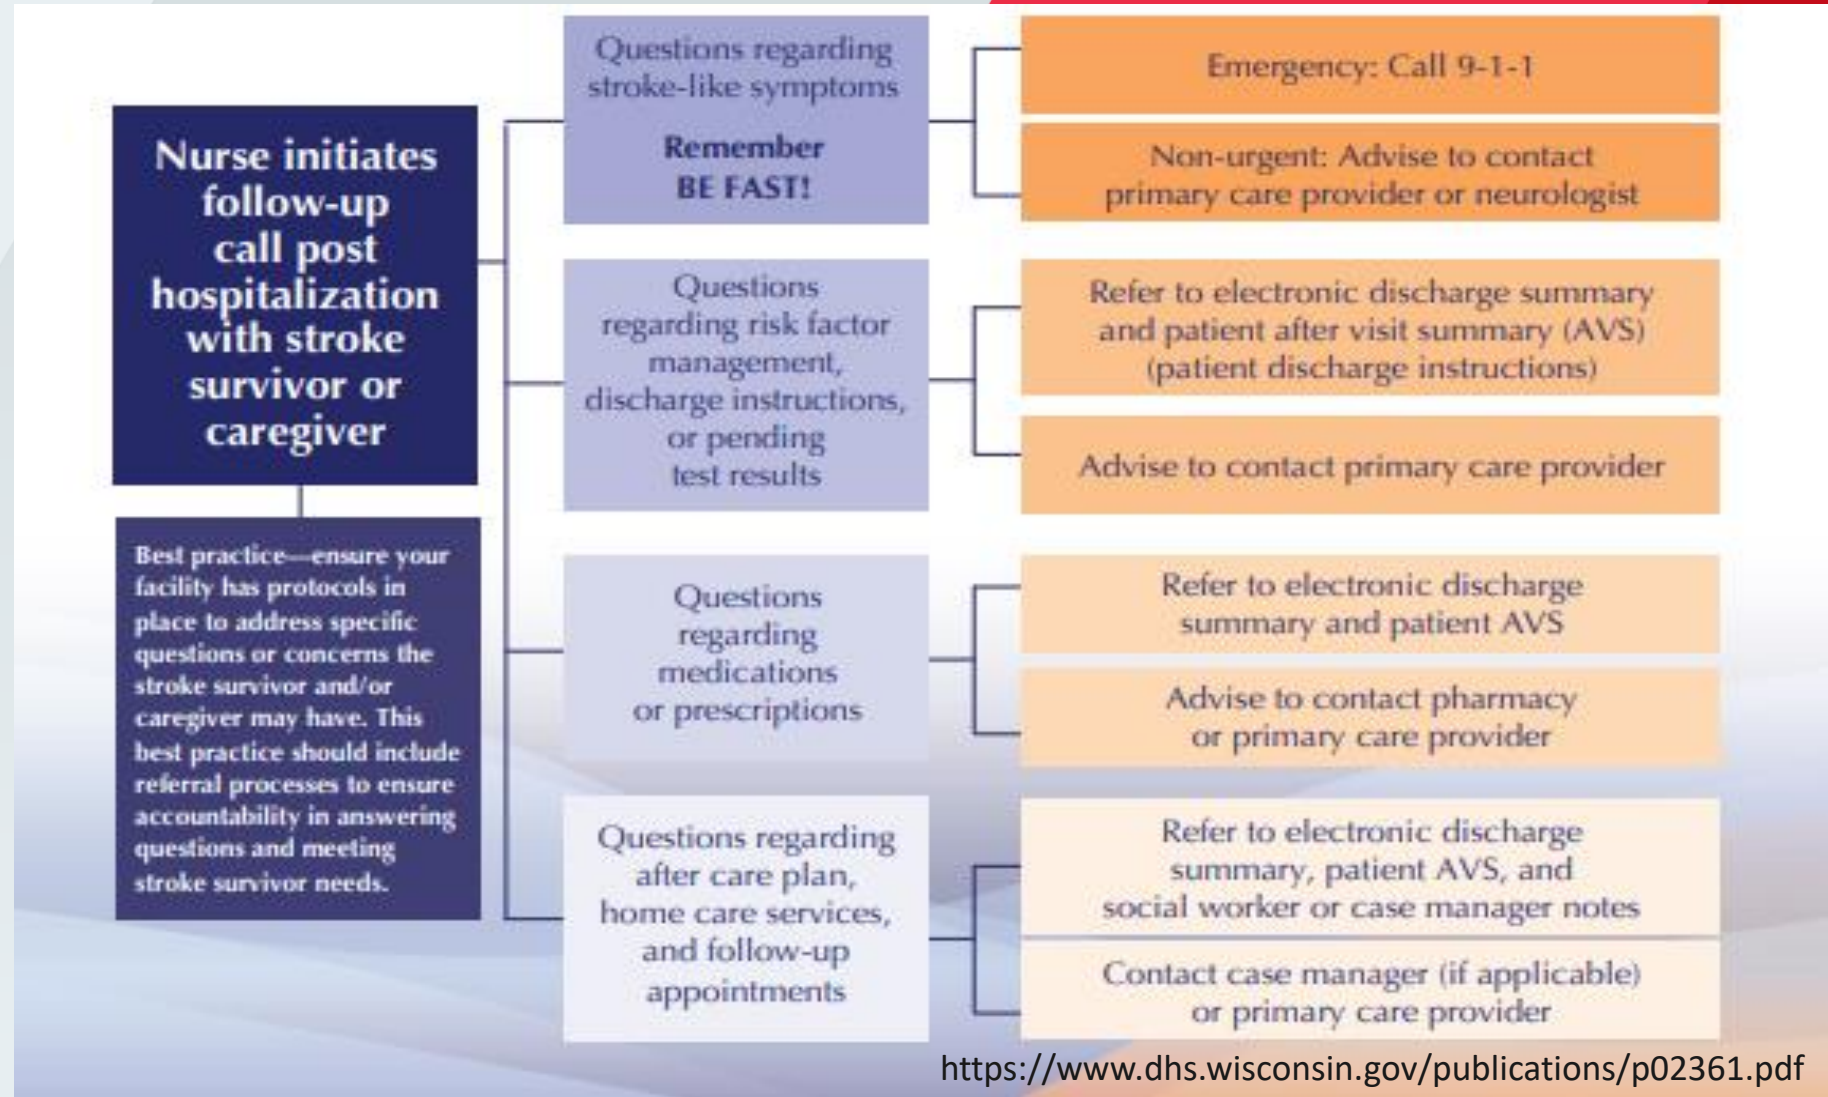 Nurse initiates
follow-up
call post
hospitalization
with stroke
survivor or
caregiver
Best practice—ensure your
facility has protocols in
place to address specific
questions or concerns the
stroke survivor and/or
caregiver may have. This
best practice should include
referral processes to ensure
accountability in answering
questions and meeting
stroke survivor needs.
Questions regarding
stroke-like symptoms
Remember
BE FAST!
Emergency: Call 9-1-1
Non-urgent: Advise to contact
primary care provider or neurologist
Questions
regarding risk factor
management,
discharge instructions,
or pending
test results
Refer to electronic discharge summary
and patient after visit summary (AVS)
(patient discharge instructions)
Advise to contact primary care provider
Questions
regarding
medications
or prescriptions
Refer to electronic discharge
summary and patient AVS
Advise to contact pharmacy
or primary care provider
Questions regarding
after care plan,
home care services,
and follow-up
appointments
Refer to electronic discharge
summary, patient AVS, and
social worker or case manager notes
Contact case manager (if applicable)
or primary care provider
https://www.dhs.wisconsin.gov/publications/p02361.pdf